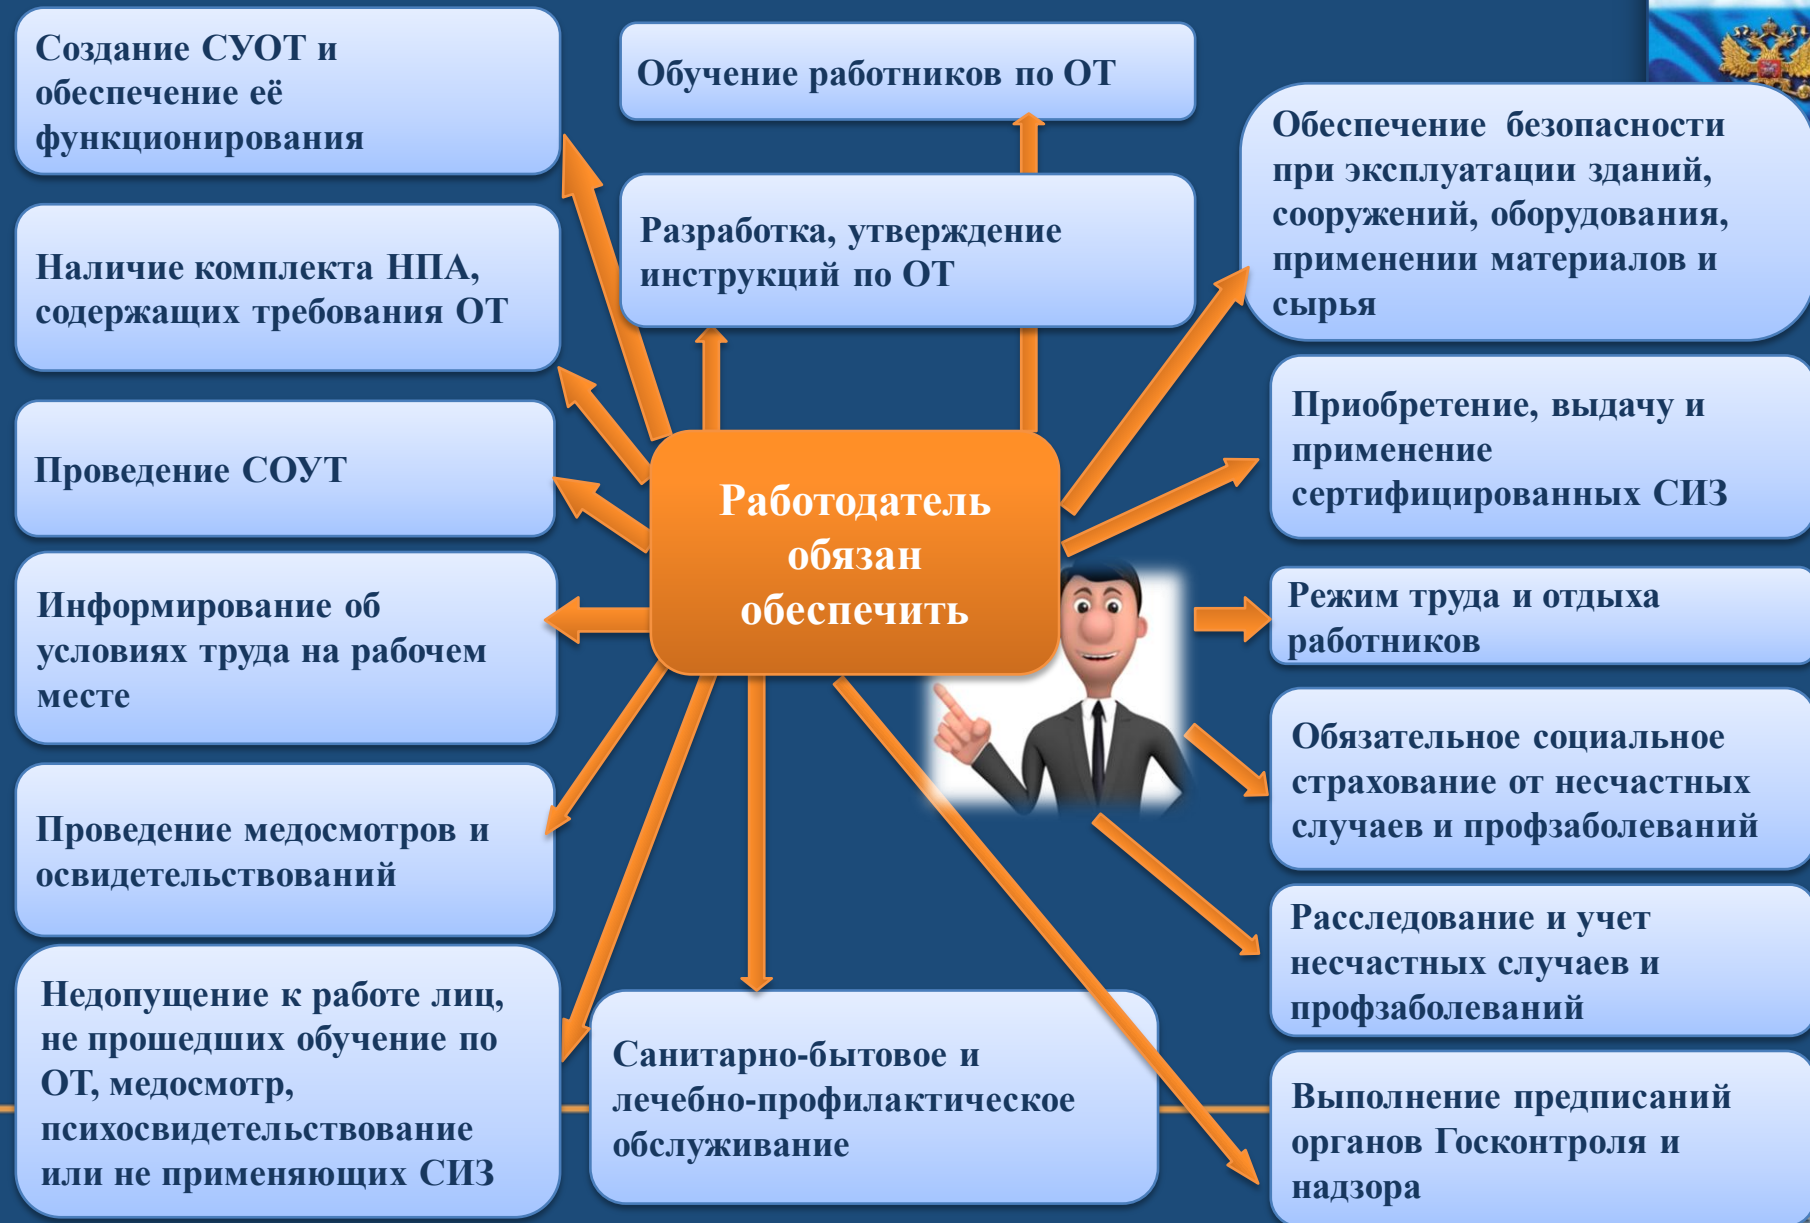 Создание СУОТ и
обеспечение её
функционирования
Наличие комплекта НПА,
содержащих требования ОТ
Проведение СОУТ
Информирование об
условиях труда на рабочем
месте
Проведение медосмотров и
освидетельствований
Недопущение к работе лиц,
не прошедших обучение по
ОТ, медосмотр,
психосвидетельствование
или не применяющих СИЗ
Обучение работников по ОТ
Разработка, утверждение
инструкций по ОТ
Работодатель
обязан
обеспечить
Санитарно-бытовое и
лечебно-профилактическое
обслуживание
Обеспечение безопасности
при эксплуатации зданий,
сооружений, оборудования,
применении материалов и
сырья
Приобретение, выдачу и
применение
сертифицированных СИЗ
Режим труда и отдыха
работников
Обязательное социальное
страхование от несчастных
случаев и профзаболеваний
Расследование и учет
несчастных случаев и
профзаболеваний
Выполнение предписаний
органов Госконтроля и
надзора